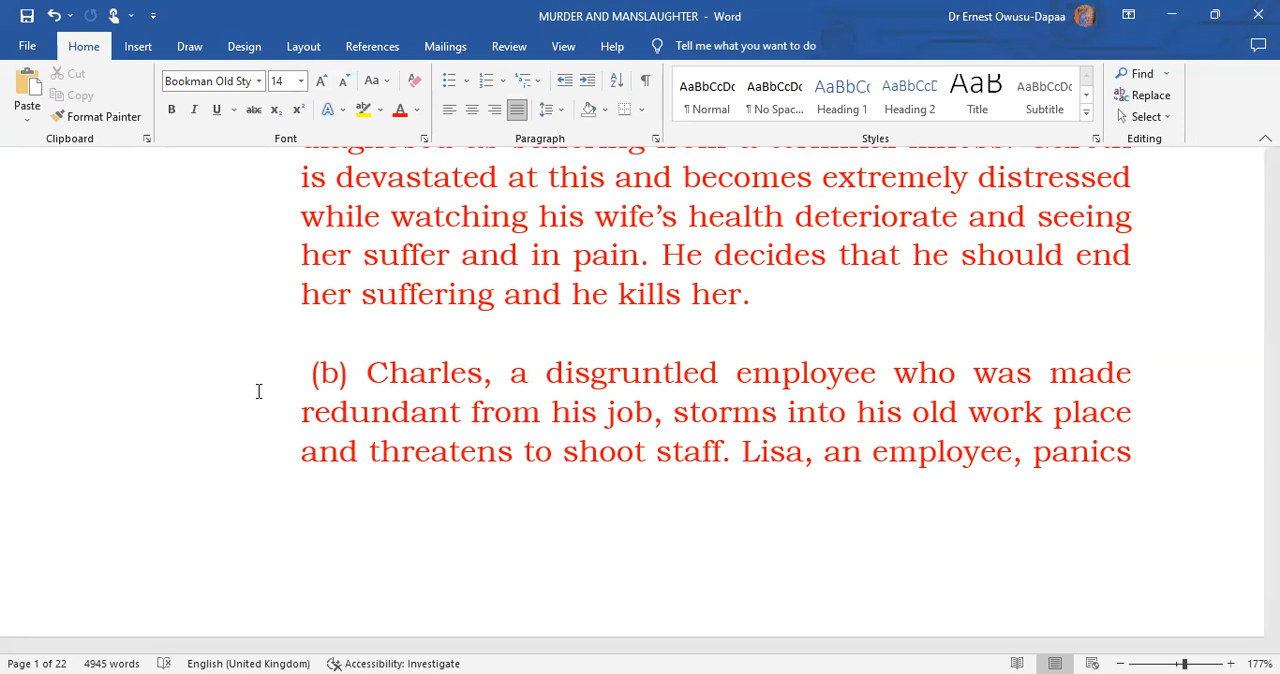 MURDER AND MANSLAUGHTER - Word
Dr Ernest Owusu-Dapaa
File Home Insert Draw Design Layout References Mailings Review View Help Tell me what you want to do
Paste
Cut
Copy
Format Painter
Clipboard
Bookman Old Sty 14
Font
Paragraph
AaBbCcDc AaBbCcDc AaBbCc AaBbCcD AaB AaBbCcDc
¶ Normal ¶ No Spac... Heading 1 Heading 2 Title Subtitle
Styles
Find
Replace
Select
Editing
is devastated at this and becomes extremely distressed
while watching his wife’s health deteriorate and seeing
her suffer and in pain. He decides that he should end
her suffering and he kills her.
(b) Charles, a disgruntled employee who was made
redundant from his job, storms into his old work place
and threatens to shoot staff. Lisa, an employee, panics
Page 1 of 22 4945 words English (United Kingdom) Accessibility: Investigate 177%